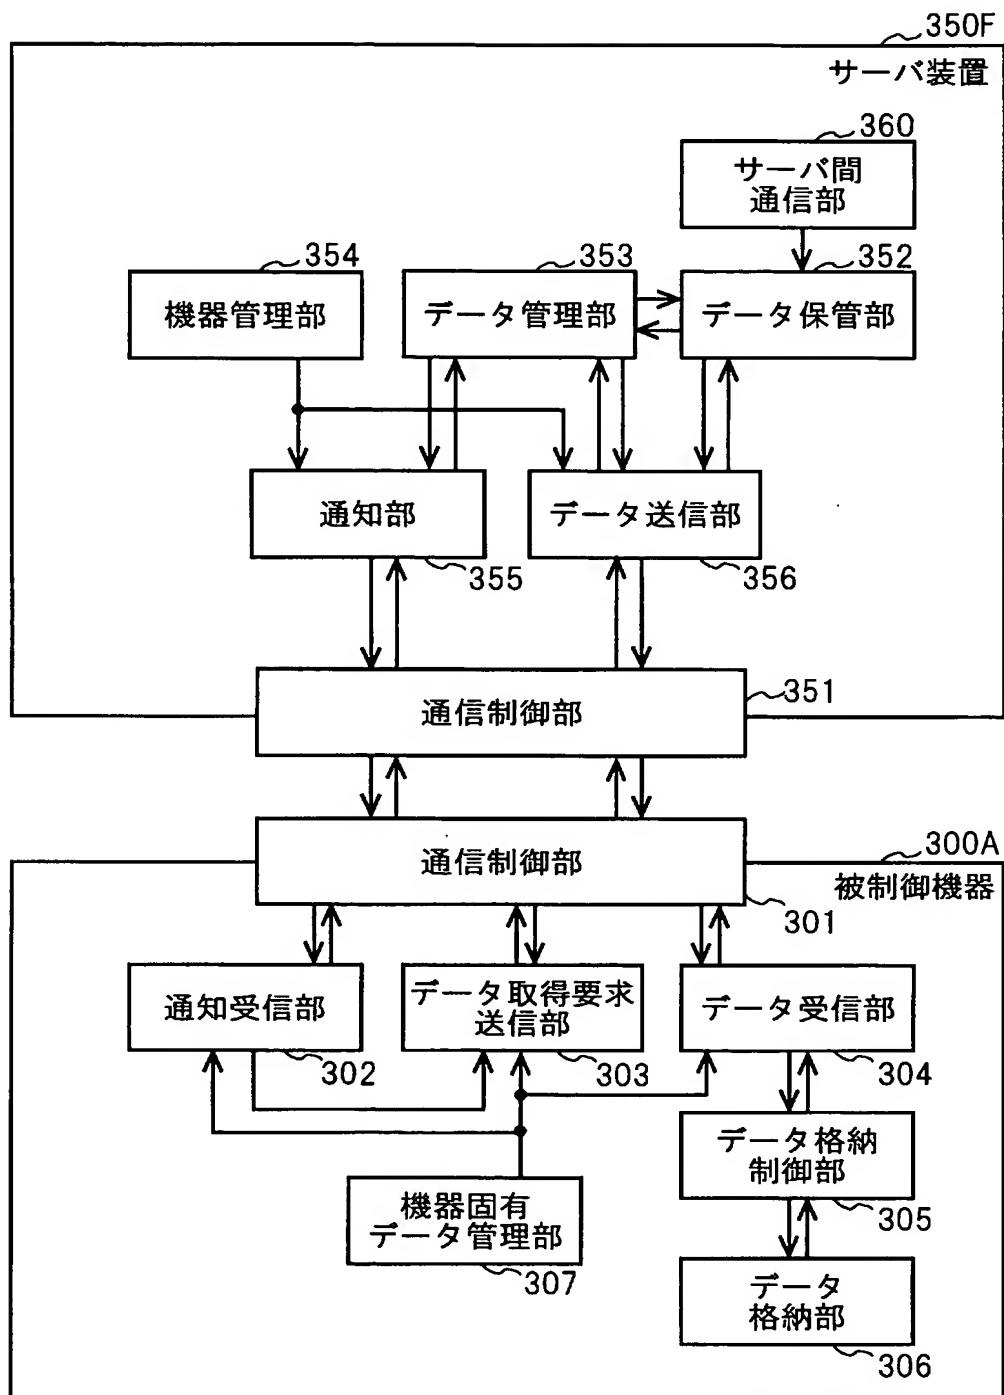 350F
サーバ装置
360
サーバ間
通信部
354
353
352
機器管理部
データ管理部
データ保管部
通知部
データ送信部
355
356
通信制御部
351
通信制御部
300A
被制御機器
301
通知受信部
データ取得要求
送信部
データ受信部
302
303
304
データ格納
制御部
305
機器固有
データ管理部
307
データ
格納部
306